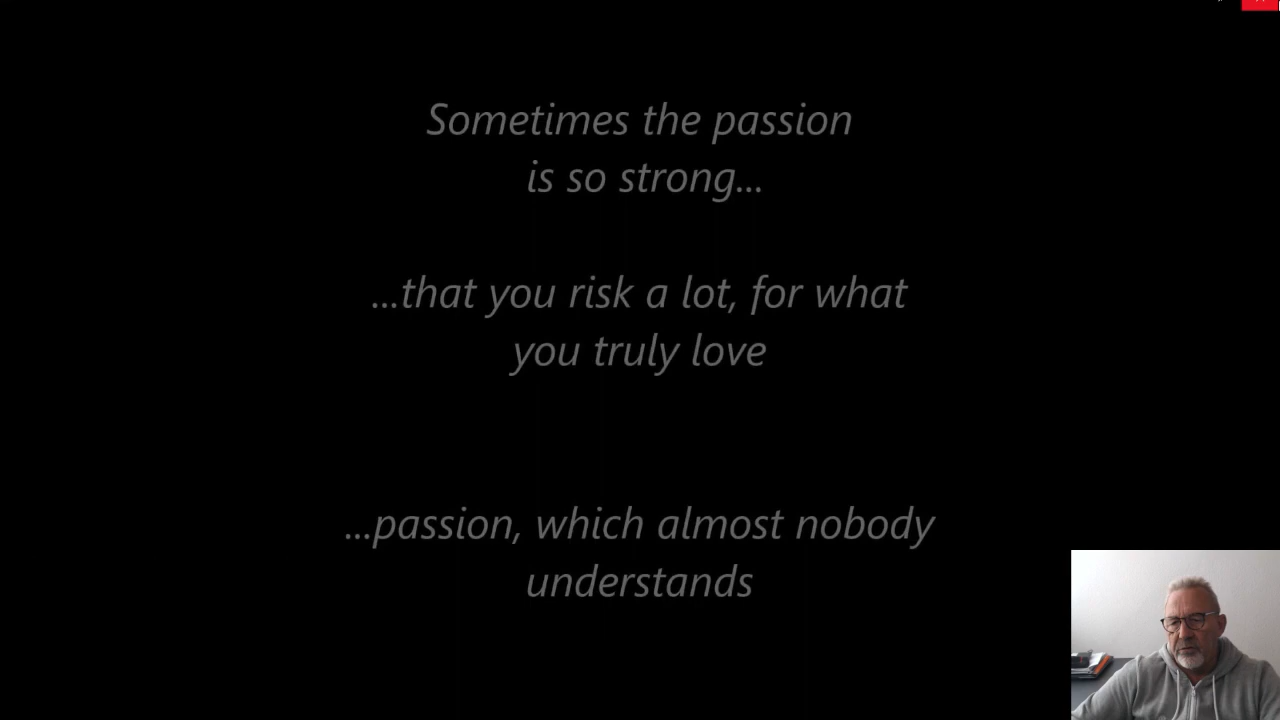 Sometimes the passion
is so strong...
...that you risk a lot, for what
you truly love
...passion, which almost nobody
understands